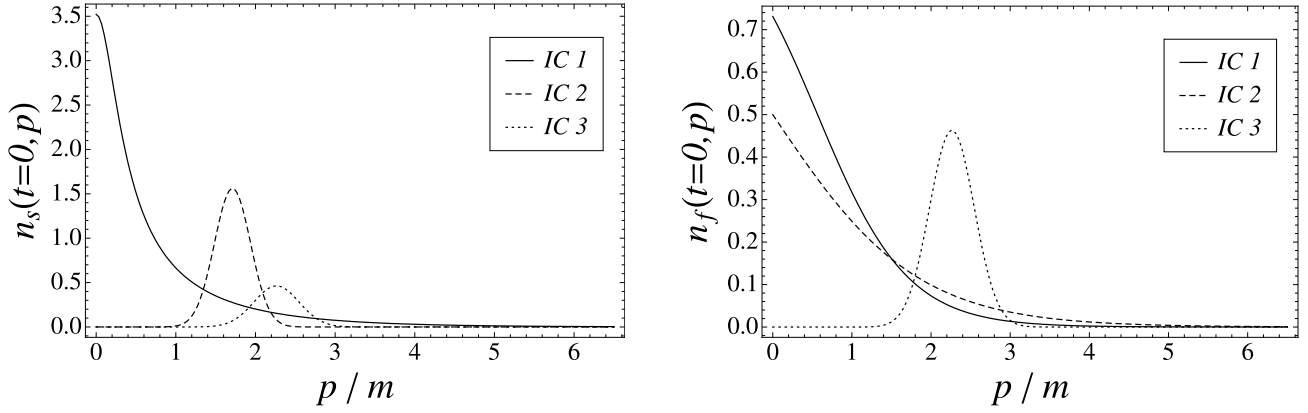 n_s(t=0,p)
3.5
3.0
2.5
2.0
1.5
1.0
0.5
0.0
0 1 2 3 4 5 6
p / m
IC 1
IC 2
IC 3
n_f(t=0,p)
0.7
0.6
0.5
0.4
0.3
0.2
0.1
0.0
0 1 2 3 4 5 6
p / m
IC 1
IC 2
IC 3